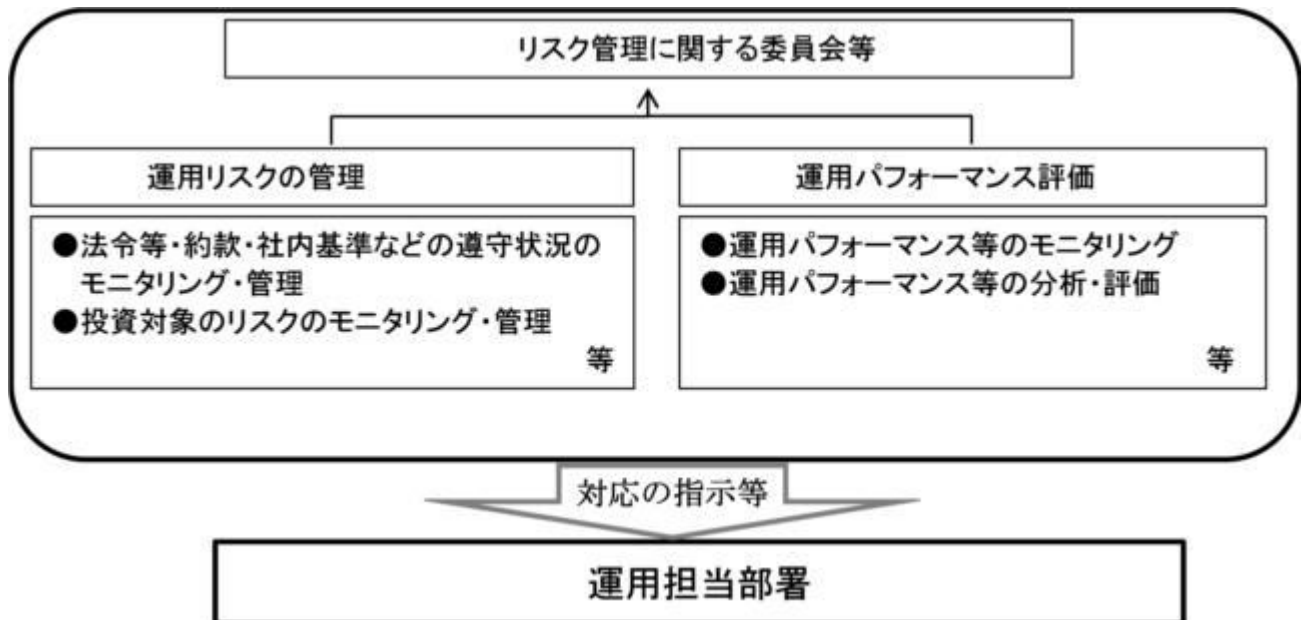 リスク管理に関する委員会等
運用リスクの管理
●法令等・約款・社内基準などの遵守状況の
モニタリング・管理
●投資対象のリスクのモニタリング・管理
等
運用パフォーマンス評価
●運用パフォーマンス等のモニタリング
●運用パフォーマンス等の分析・評価
等
対応の指示等
運用担当部署